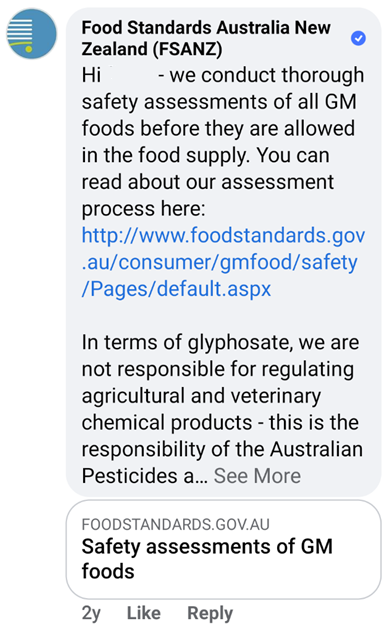 Food Standards Australia New
Zealand (FSANZ)
Hi - we conduct thorough
safety assessments of all GM
foods before they are allowed
in the food supply. You can
read about our assessment
process here:
http://www.foodstandards.gov
.au/consumer/gmfood/safety
/Pages/default.aspx
In terms of glyphosate, we are
not responsible for regulating
agricultural and veterinary
chemical products - this is the
responsibility of the Australian
Pesticides a... See More
FOODSTANDARDS.GOV.AU
Safety assessments of GM
foods
2y Like Reply